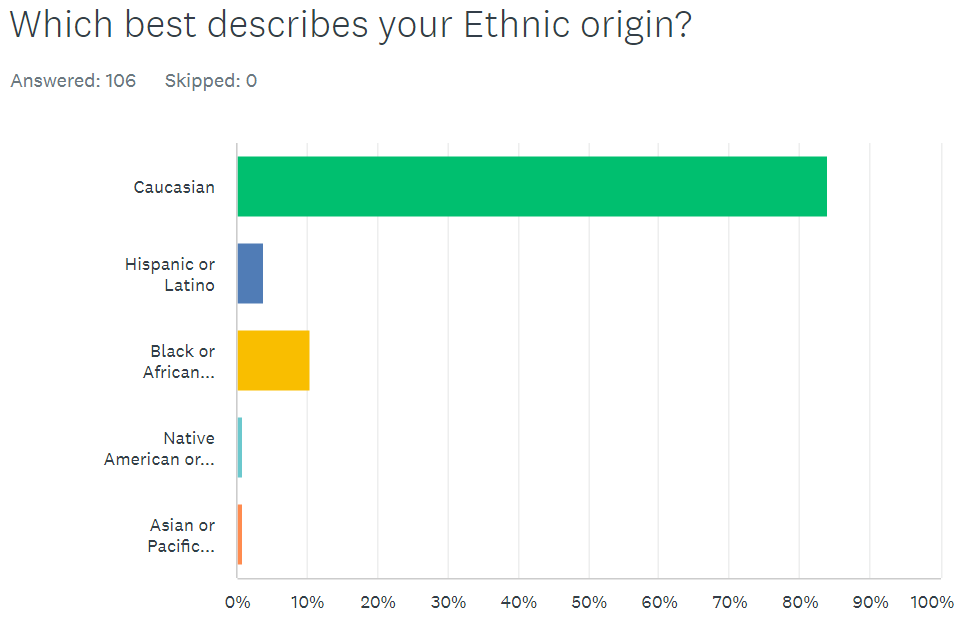 Which best describes your Ethnic origin?
Answered: 106 Skipped: 0
Caucasian
Hispanic or
Latino
Black or
African...
Native
American or...
Asian or
Pacific...
0% 10% 20% 30% 40% 50% 60% 70% 80% 90% 100%